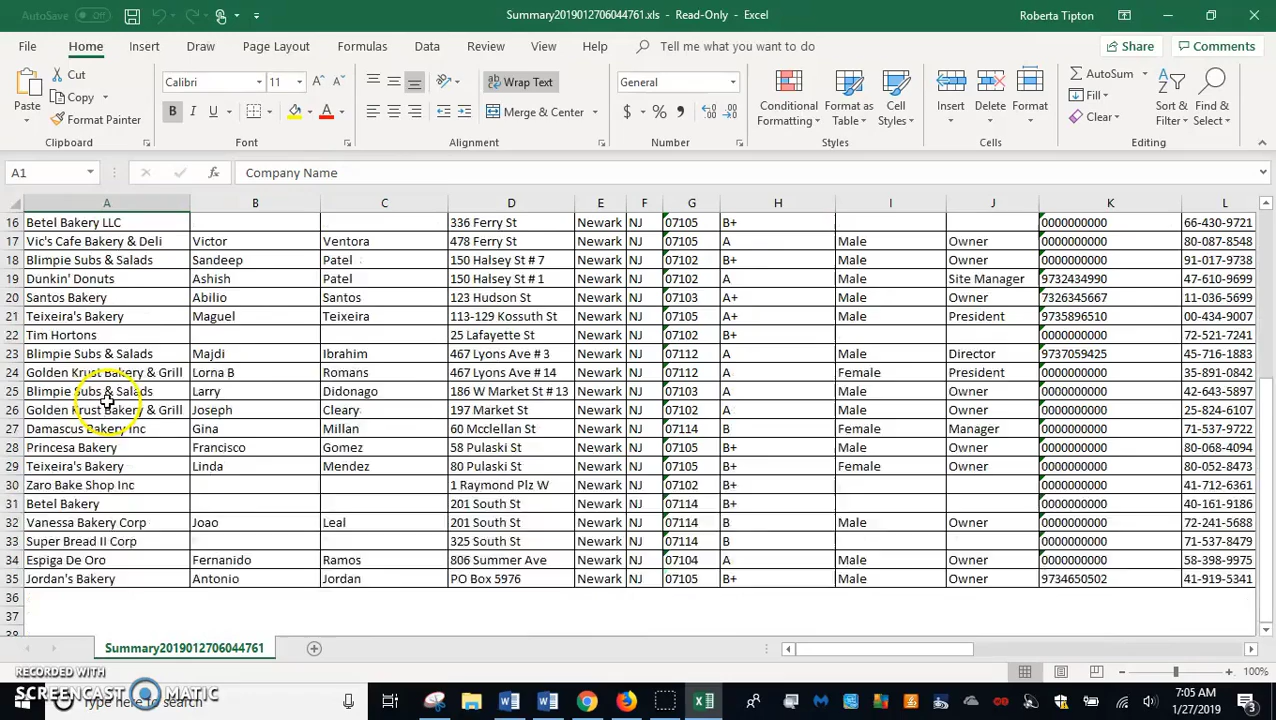 AutoSave Off Summary2019012706044761.xls - Read-Only - Excel Roberta Tipton
File Home Insert Draw Page Layout Formulas Data Review View Help Tell me what you want to do Share Comments
Paste Cut Copy Format Painter Clipboard
Calibri 11 B I U Font
Wrap Text Merge & Center Alignment
General $ % , Number
Conditional Formatting Format as Table Cell Styles Styles
Insert Delete Format Cells
AutoSum Fill Clear Sort & Filter Find & Select Editing
A1 fx Company Name
A B C D E F G H I J K L
16 Betel Bakery LLC 336 Ferry St Newark NJ 07105 B+ 0000000000 66-430-9721
17 Vic's Cafe Bakery & Deli Victor Ventora 478 Ferry St Newark NJ 07105 A Male Owner 0000000000 80-087-8548
18 Blimpie Subs & Salads Sandeep Patel 150 Halsey St # 7 Newark NJ 07102 B+ Male Owner 0000000000 91-017-9738
19 Dunkin' Donuts Ashish Patel 150 Halsey St # 1 Newark NJ 07102 A Male Site Manager 9732434990 47-610-9699
20 Santos Bakery Abilio Santos 123 Hudson St Newark NJ 07103 A+ Male Owner 7326345667 11-036-5699
21 Teixeira's Bakery Maguel Teixeira 113-129 Kossuth St Newark NJ 07105 A+ Male President 9735896510 00-434-9007
22 Tim Hortons 25 Lafayette St Newark NJ 07102 B+ 0000000000 72-521-7241
23 Blimpie Subs & Salads Majdi Ibrahim 467 Lyons Ave # 3 Newark NJ 07112 A Male Director 9737059425 45-716-1883
24 Golden Krust Bakery & Grill Lorna B Romans 467 Lyons Ave # 14 Newark NJ 07112 A Female President 0000000000 35-891-0842
25 Blimpie Subs & Salads Larry Didonago 186 W Market St # 13 Newark NJ 07103 A Male Owner 0000000000 42-643-5897
26 Golden Krust Bakery & Grill Joseph Cleary 197 Market St Newark NJ 07102 A Male Owner 0000000000 25-824-6107
27 Damascus Bakery Inc Gina Millan 60 Mcclellan St Newark NJ 07114 B Female Manager 0000000000 71-537-9722
28 Princesa Bakery Francisco Gomez 58 Pulaski St Newark NJ 07105 B+ Male Owner 0000000000 80-068-4094
29 Teixeira's Bakery Linda Mendez 80 Pulaski St Newark NJ 07105 B+ Female Owner 0000000000 80-052-8473
30 Zaro Bake Shop Inc 1 Raymond Plz W Newark NJ 07102 B+ 0000000000 41-712-6361
31 Betel Bakery 201 South St Newark NJ 07114 B+ 0000000000 40-161-9186
32 Vanessa Bakery Corp Joao Leal 201 South St Newark NJ 07114 B Male Owner 0000000000 72-241-5688
33 Super Bread II Corp 325 South St Newark NJ 07114 B 0000000000 71-537-8479
34 Espiga De Oro Fernanido Ramos 806 Summer Ave Newark NJ 07104 A Male Owner 0000000000 58-398-9975
35 Jordan's Bakery Antonio Jordan PO Box 5976 Newark NJ 07105 B+ Male Owner 9734650502 41-919-5341
36
37
38
Summary2019012706044761
100%
RECORDED WITH
SCREENCAST MATIC
Type here to search
7:05 AM
1/27/2019
3